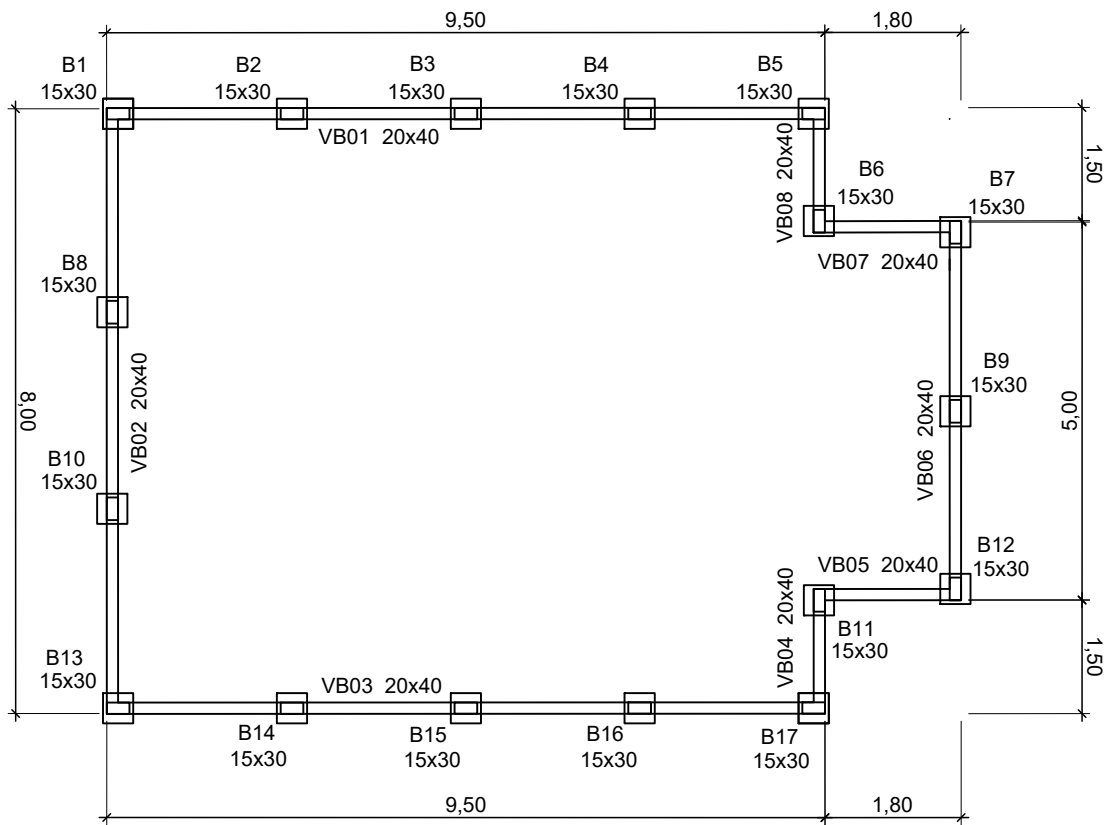 9,50
1,80
B1
15x30
B2
15x30
B3
15x30
B4
15x30
B5
15x30
VB01 20x40
VB08 20x40
1,50
B6
15x30
B7
15x30
VB07 20x40
B8
15x30
8,00
VB02 20x40
B9
15x30
5,00
VB06 20x40
B10
15x30
VB05 20x40
B12
15x30
VB04 20x40
B11
15x30
1,50
B13
15x30
VB03 20x40
B14
15x30
B15
15x30
B16
15x30
B17
15x30
9,50
1,80